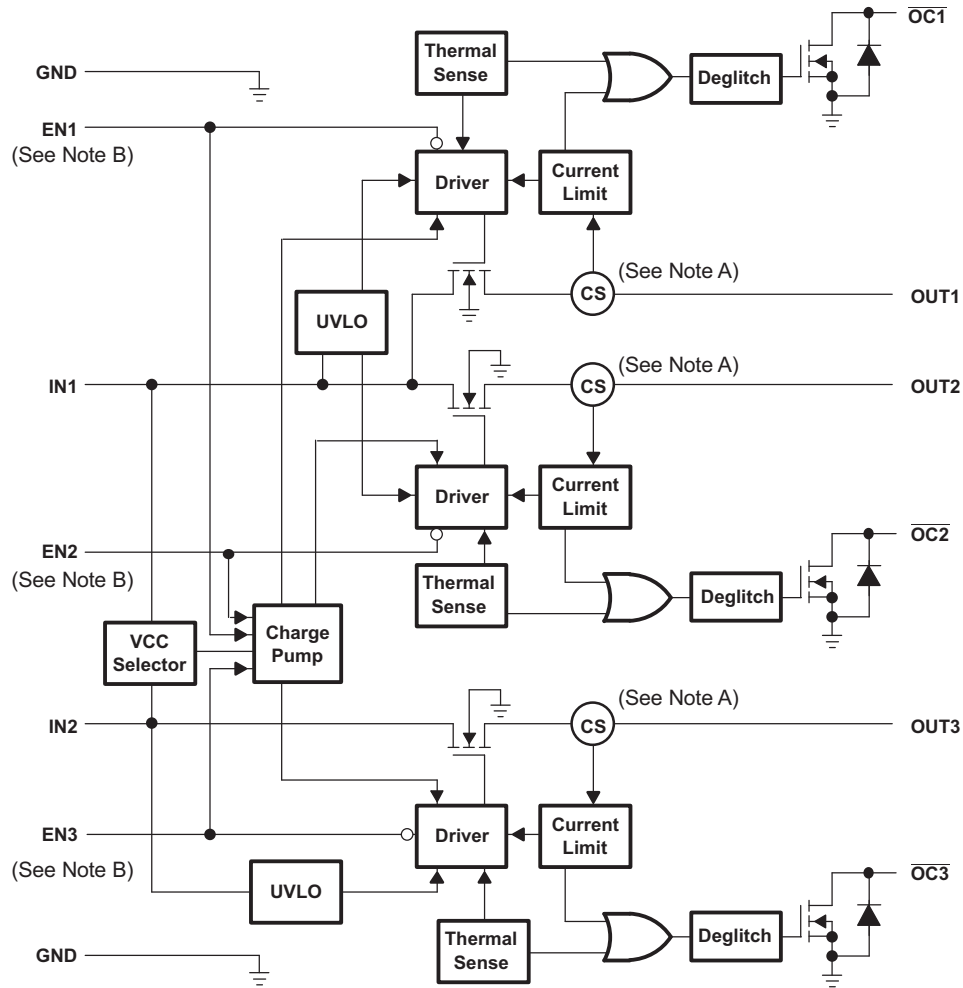 OC1
Thermal
Sense
GND
Deglitch
EN1
(See Note B)
Driver
Current
Limit
(See Note A)
CS
OUT1
UVLO
(See Note A)
IN1
CS
OUT2
Driver
Current
Limit
OC2
EN2
(See Note B)
Thermal
Sense
Deglitch
VCC
Selector
Charge
Pump
(See Note A)
IN2
CS
OUT3
EN3
(See Note B)
Driver
Current
Limit
OC3
UVLO
Thermal
Sense
Deglitch
GND